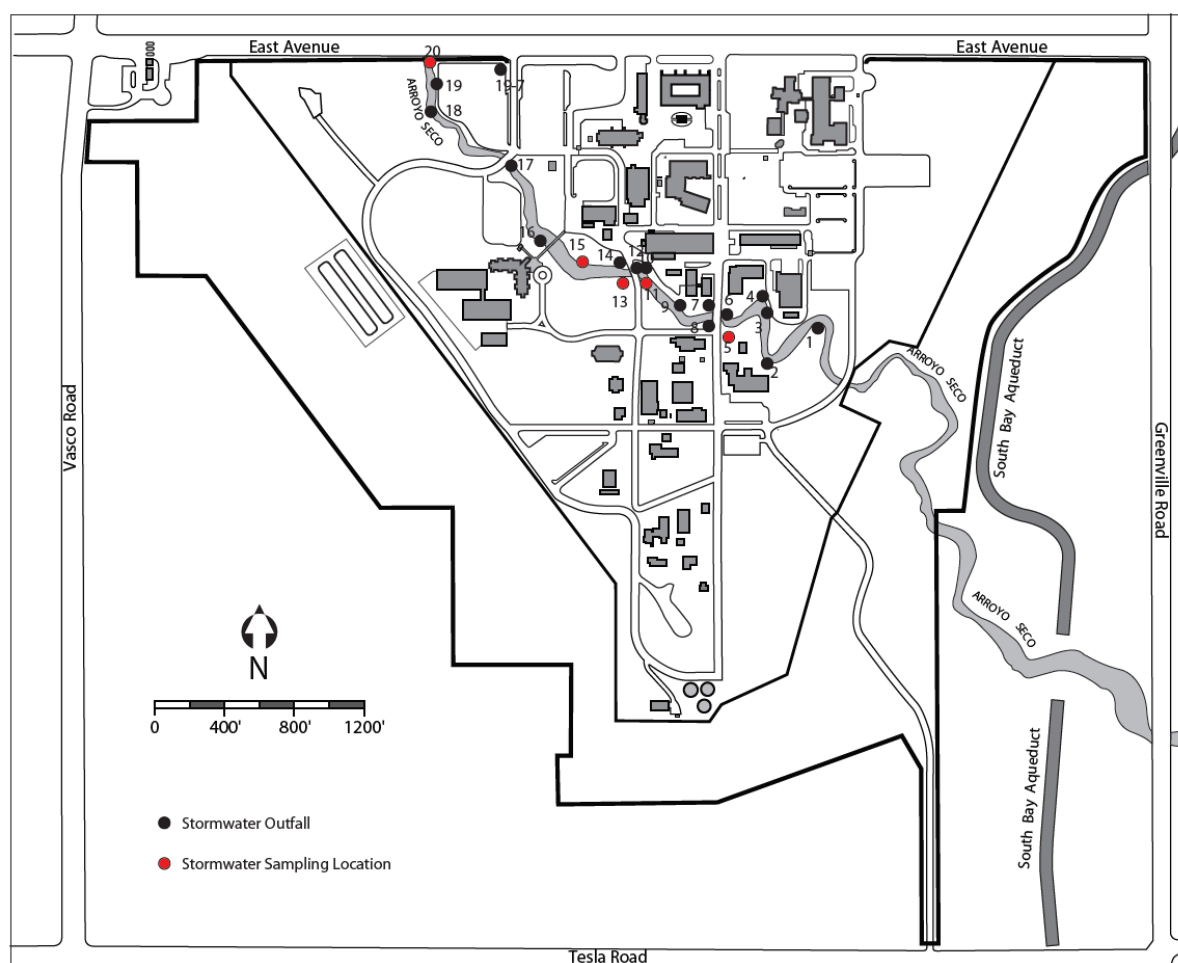 East Avenue
East Avenue
20
19
19-7
18
ARROYO SECO
17
16
15
14
12
13
11
10
9
7
8
6
5
4
3
2
1
ARROYO SECO
South Bay Aqueduct
Vasco Road
Greenville Road
ARROYO SECO
N
0 400' 800' 1200'
South Bay Aqueduct
Stormwater Outfall
Stormwater Sampling Location
Tesla Road